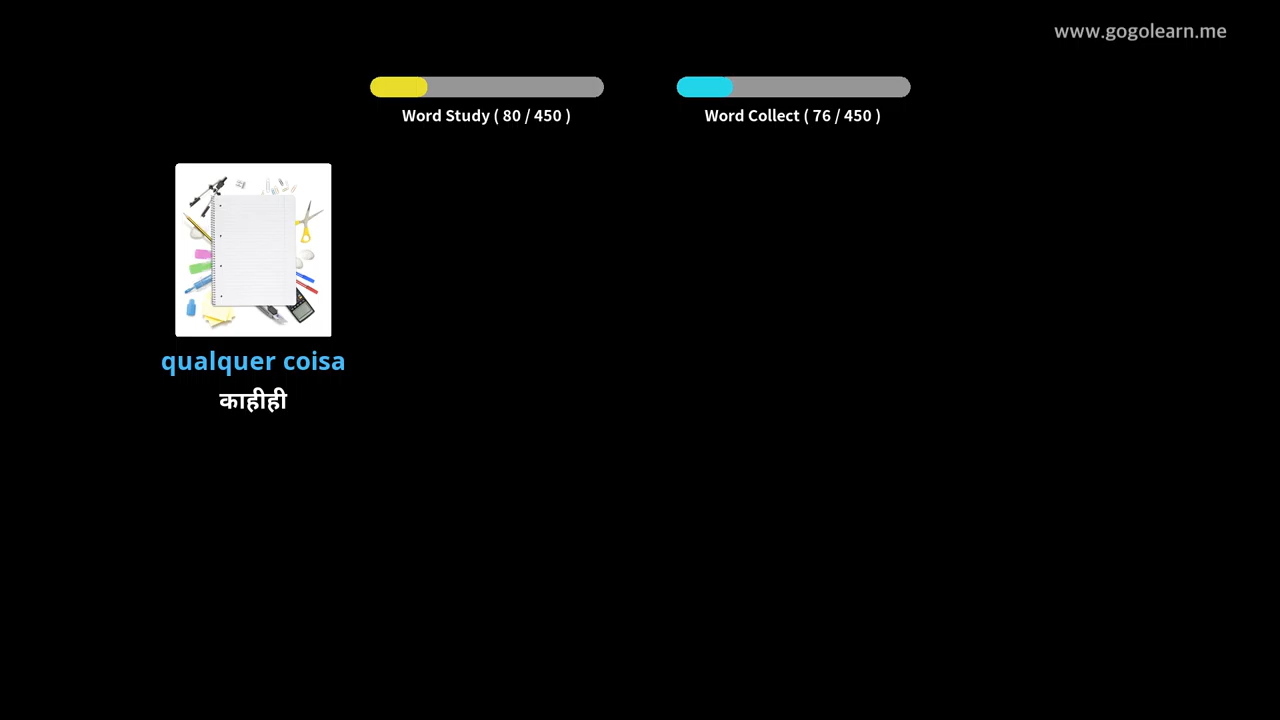 www.gogolearn.me
Word Study ( 80 / 450 )
Word Collect ( 76 / 450 )
qualquer coisa
काहीही